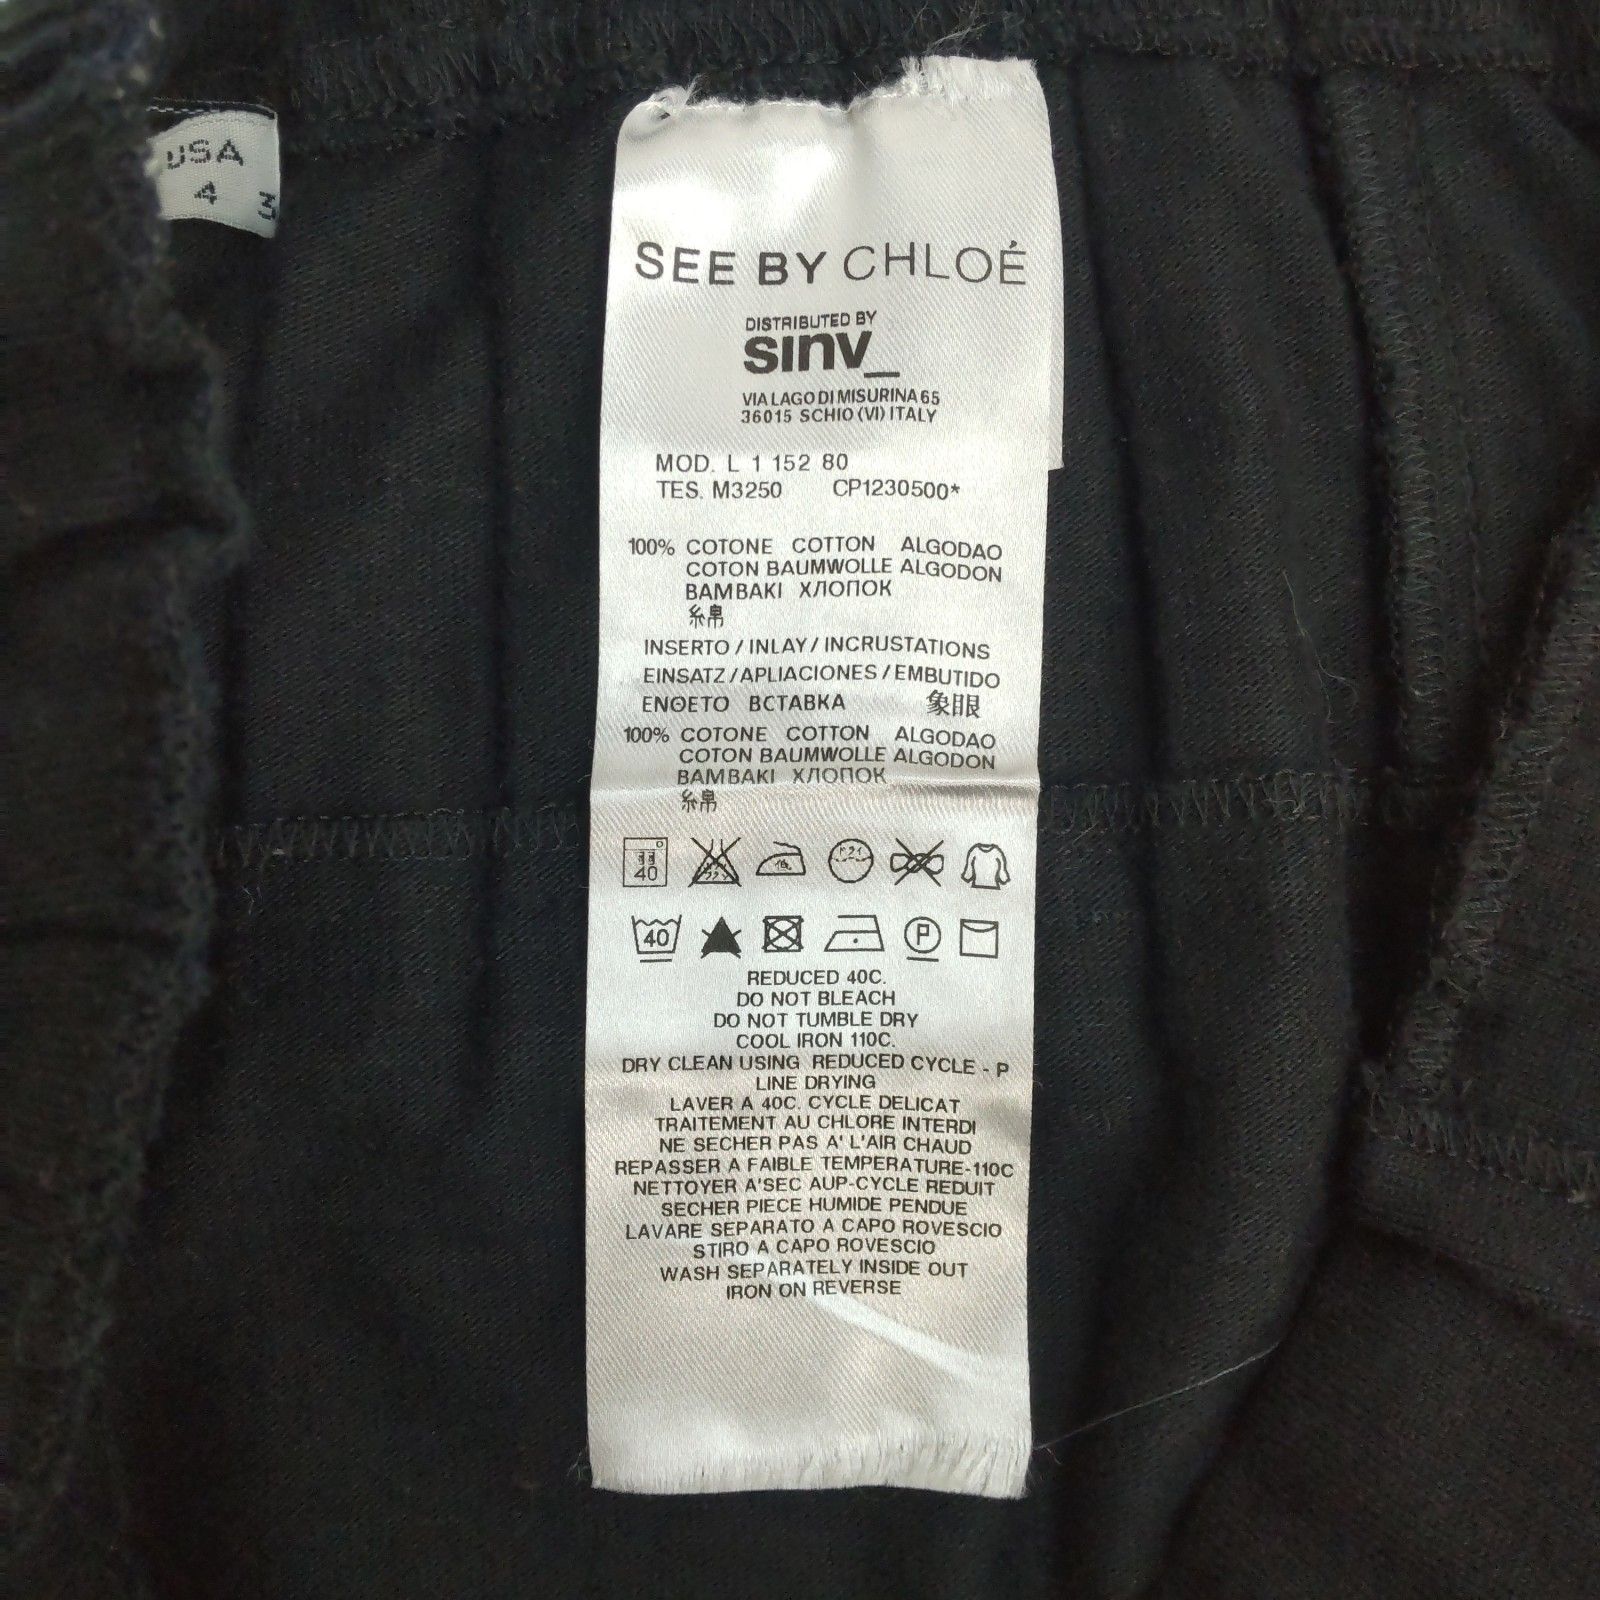 USA
4 3
SEE BY CHLOÉ
DISTRIBUTED BY
sinv_
VIA LAGO DI MISURINA 65
36015 SCHIO (VI) ITALY
MOD. L 1 152 80
TES. M3250 CP1230500*
100% COTONE COTTON ALGODAO
COTON BAUMWOLLE ALGODON
BAMBAKI ХЛОПОК
糸帛
INSERTO / INLAY / INCRUSTATIONS
EINSATZ / APLIACIONES / EMBUTIDO
ΕΝΘΕΤΟ ВСТАВКА 象眼
100% COTONE COTTON ALGODAO
COTON BAUMWOLLE ALGODON
BAMBAKI ХЛОПОК
糸帛
40
40 P
REDUCED 40C.
DO NOT BLEACH
DO NOT TUMBLE DRY
COOL IRON 110C.
DRY CLEAN USING REDUCED CYCLE - P
LINE DRYING
LAVER A 40C. CYCLE DELICAT
TRAITEMENT AU CHLORE INTERDI
NE SECHER PAS A' L'AIR CHAUD
REPASSER A FAIBLE TEMPERATURE-110C
NETTOYER A'SEC AUP-CYCLE REDUIT
SECHER PIECE HUMIDE PENDUE
LAVARE SEPARATO A CAPO ROVESCIO
STIRO A CAPO ROVESCIO
WASH SEPARATELY INSIDE OUT
IRON ON REVERSE